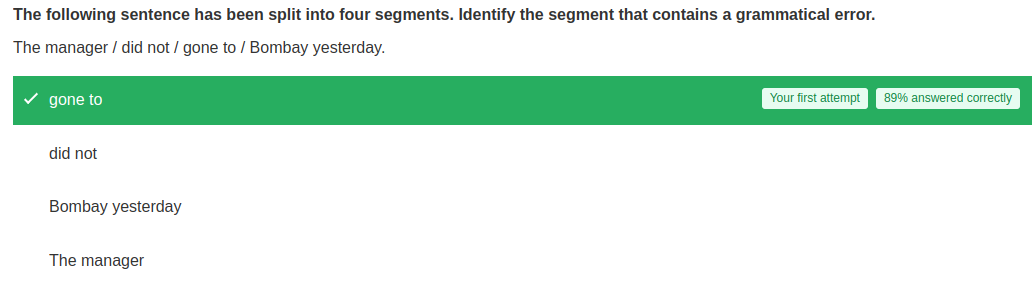 The following sentence has been split into four segments. Identify the segment that contains a grammatical error.
The manager / did not / gone to / Bombay yesterday.
gone to Your first attempt 89% answered correctly
did not
Bombay yesterday
The manager